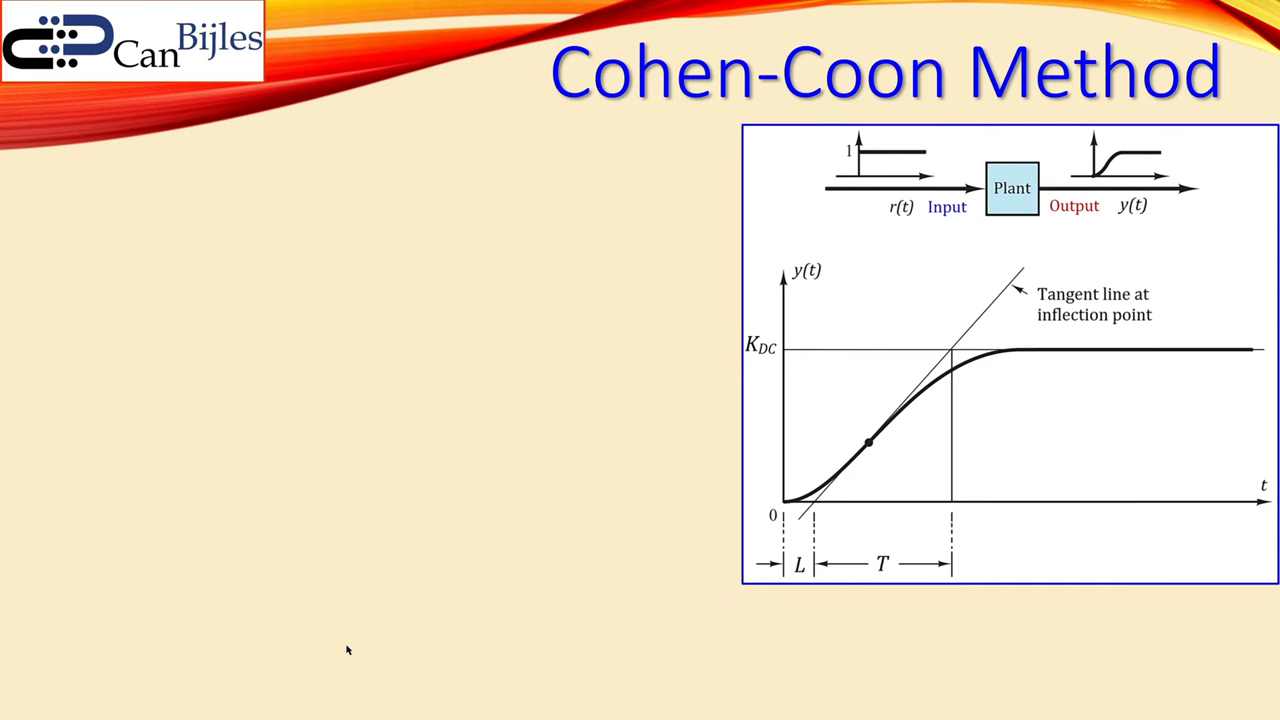 Can Bijles
Cohen-Coon Method
1
Plant
r(t) Input
Output y(t)
y(t)
Tangent line at
inflection point
K_DC
t
0
L
T